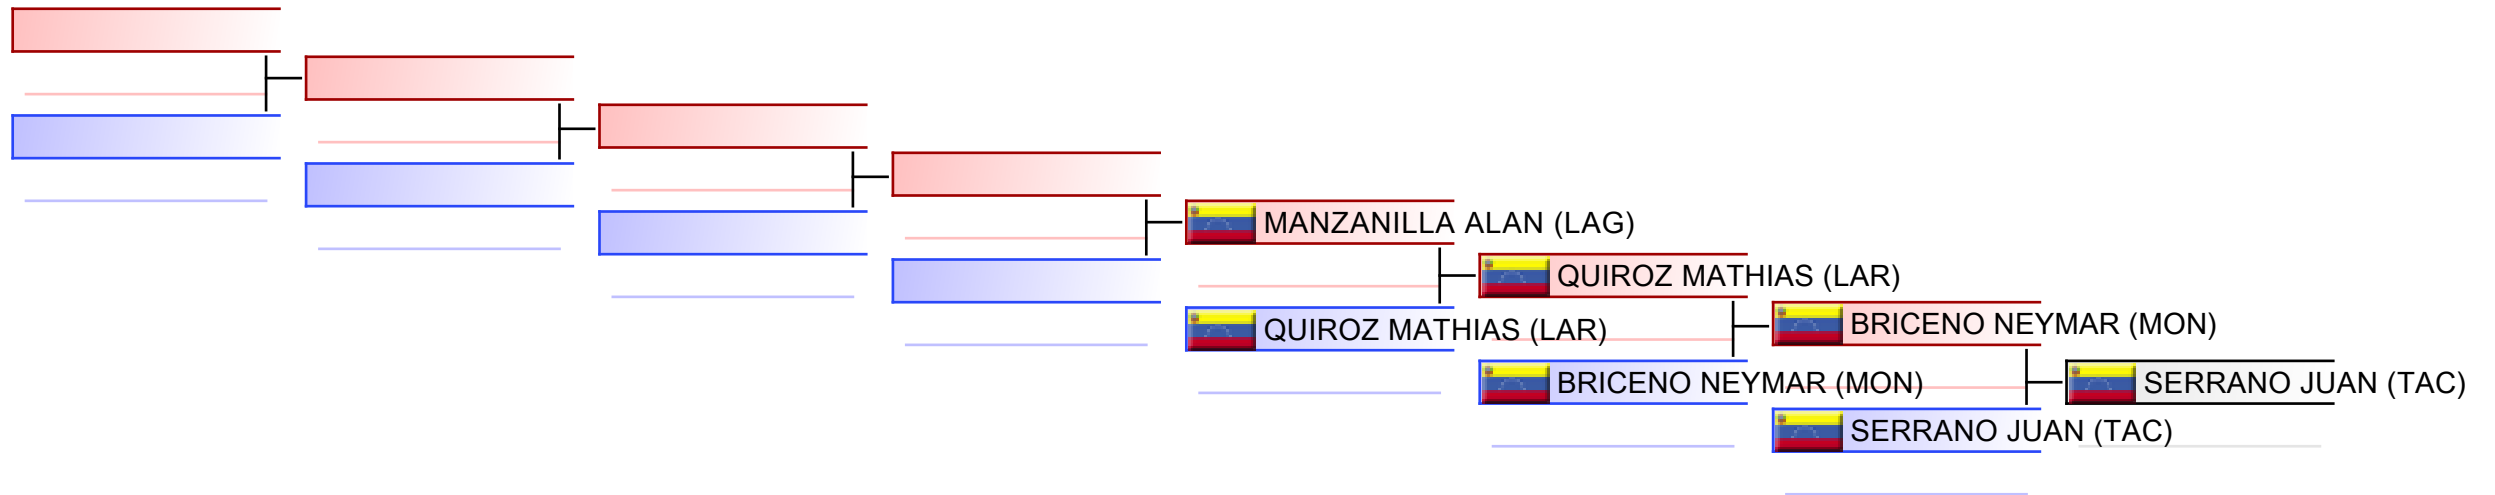 MANZANILLA ALAN (LAG)
QUIROZ MATHIAS (LAR)
QUIROZ MATHIAS (LAR)
BRICENO NEYMAR (MON)
BRICENO NEYMAR (MON)
SERRANO JUAN (TAC)
SERRANO JUAN (TAC)